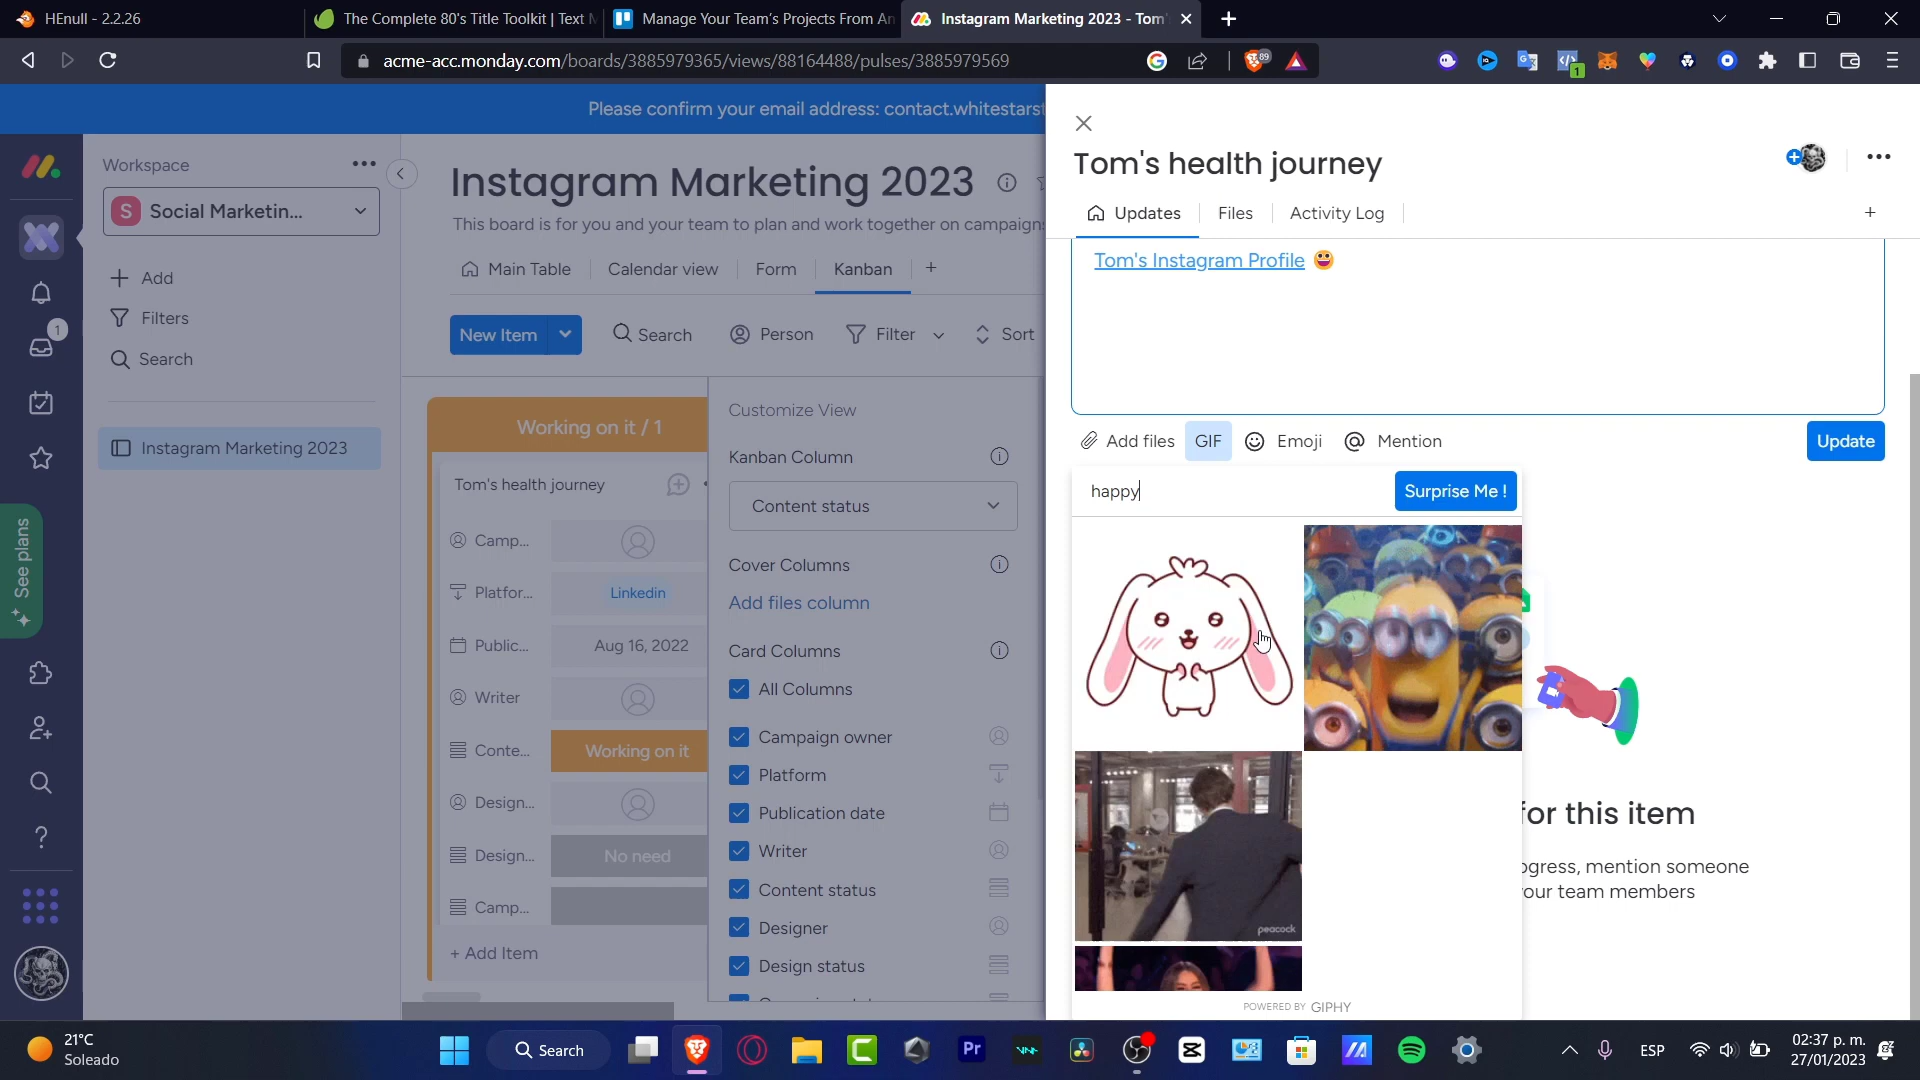 HEnull - 2.2.26
The Complete 80's Title Toolkit | Text
Manage Your Team's Projects From An
Instagram Marketing 2023 - Tom'
acme-acc.monday.com/boards/3885979365/views/88164488/pulses/3885979569
89
1
Please confirm your email address: contact.whitestarst
Workspace
S Social Marketin...
Add
Filters
Search
1
Instagram Marketing 2023
See plans
Instagram Marketing 2023
This board is for you and your team to plan and work together on campaign
Main Table
Calendar view
Form
Kanban
New Item
Search
Person
Filter
Sort
Working on it / 1
Tom's health journey
Camp...
Platfor...
Linkedin
Public...
Aug 16, 2022
Writer
Conte...
Working on it
Design...
Design...
No need
Camp...
+ Add Item
Customize View
Kanban Column
Content status
Cover Columns
Add files column
Card Columns
All Columns
Campaign owner
Platform
Publication date
Writer
Content status
Designer
Design status
Tom's health journey
Updates
Files
Activity Log
Tom's Instagram Profile
Add files
GIF
Emoji
Mention
Update
happy
Surprise Me !
peacock
POWERED BY GIPHY
for this item
ogress, mention someone
our team members
21°C
Soleado
Search
Pr
ESP
02:37 p. m.
27/01/2023